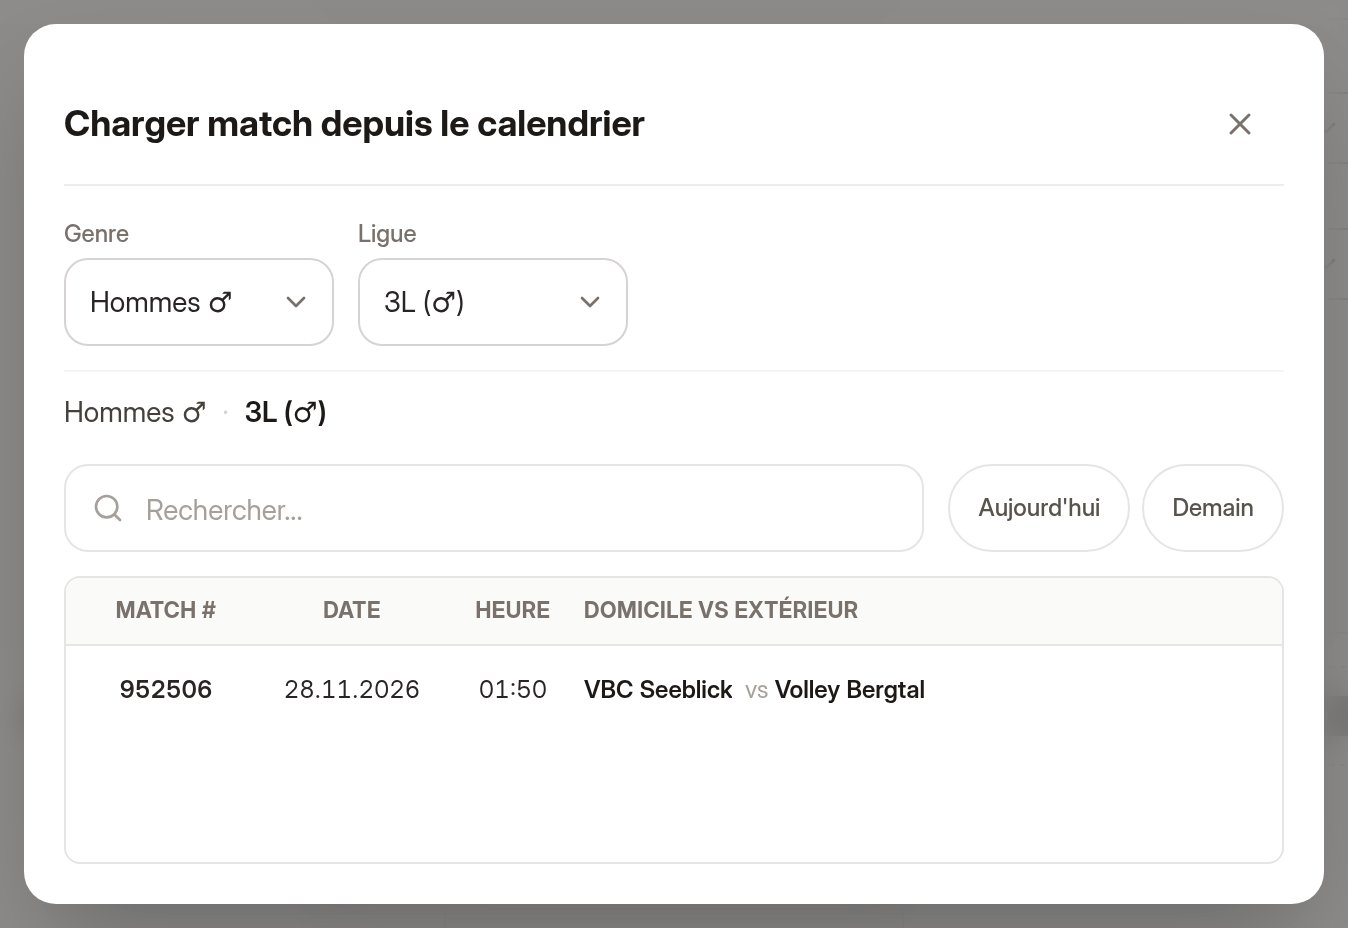 Charger match depuis le calendrier
Genre Ligue
Hommes ♂ 3L (♂)
Hommes ♂ · 3L (♂)
Rechercher... Aujourd'hui Demain
MATCH # DATE HEURE DOMICILE VS EXTÉRIEUR
952506 28.11.2026 01:50 VBC Seeblick vs Volley Bergtal